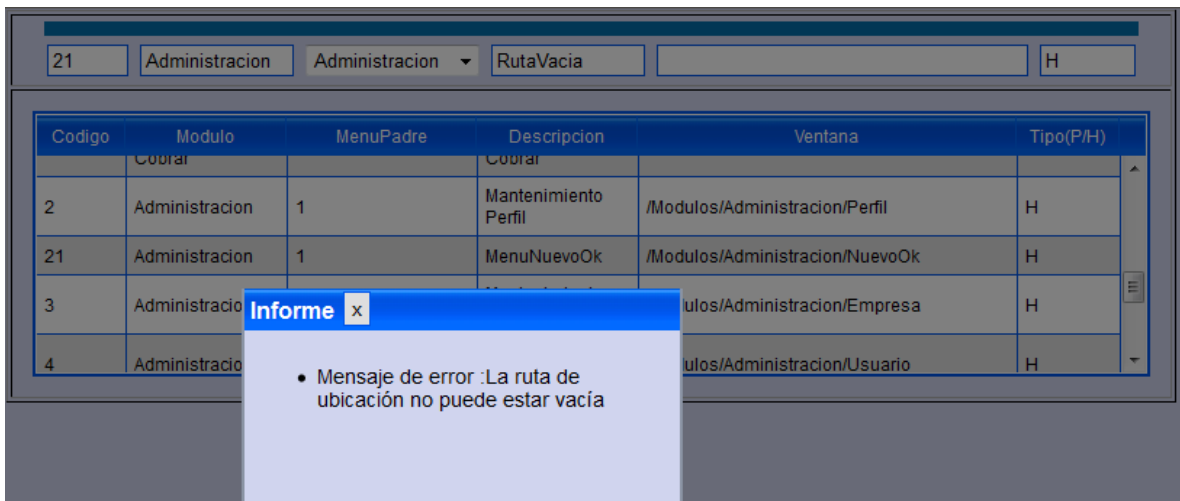 21 Administracion Administracion RutaVacia H
Codigo Modulo MenuPadre Descripcion Ventana Tipo(P/H)
Cobrar Cobrar
2 Administracion 1 Mantenimiento Perfil /Modulos/Administracion/Perfil H
21 Administracion 1 MenuNuevoOk /Modulos/Administracion/NuevoOk H
3 Administracio ulos/Administracion/Empresa H
4 Administracio ulos/Administracion/Usuario H
Informe x
• Mensaje de error :La ruta de
ubicación no puede estar vacía